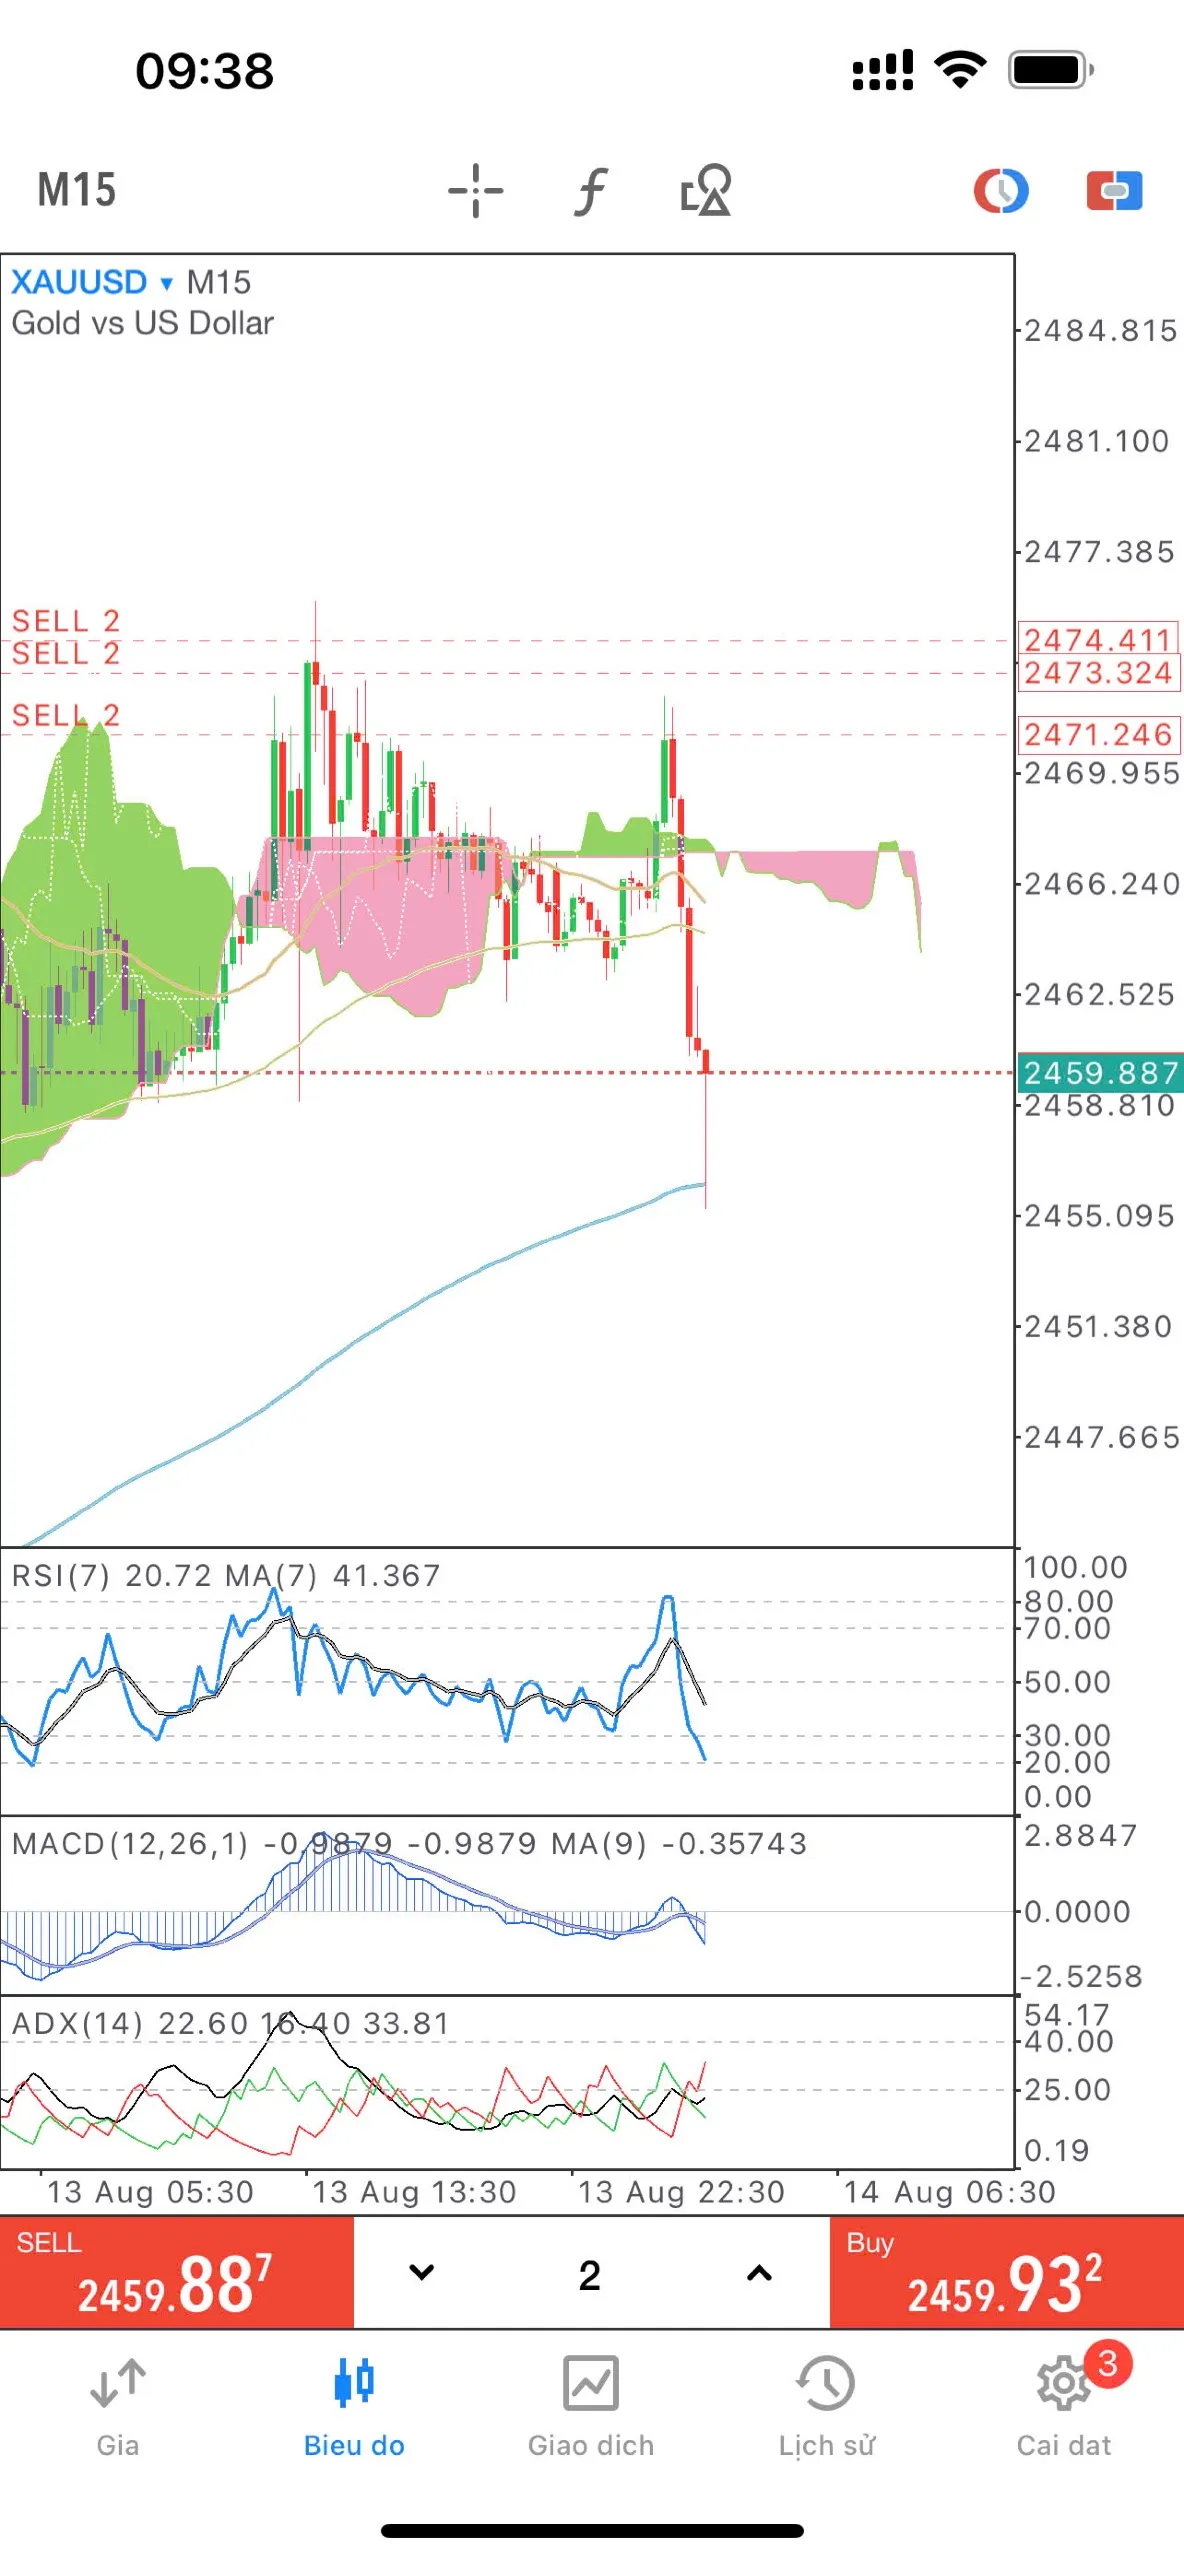 09:38
M15
XAUUSD ▾ M15
Gold vs US Dollar
2484.815
2481.100
2477.385
SELL 2
2474.411
SELL 2
2473.324
SELL 2
2471.246
2469.955
2466.240
2462.525
2459.887
2458.810
2455.095
2451.380
2447.665
RSI(7) 20.72 MA(7) 41.367
100.00
80.00
70.00
50.00
30.00
20.00
0.00
MACD(12,26,1) -0.9879 -0.9879 MA(9) -0.35743
2.8847
0.0000
-2.5258
ADX(14) 22.60 16.40 33.81
54.17
40.00
25.00
0.19
13 Aug 05:30 13 Aug 13:30 13 Aug 22:30 14 Aug 06:30
SELL
2459.887
2
Buy
2459.932
3
Gia Bieu do Giao dich Lịch sử Cai dat